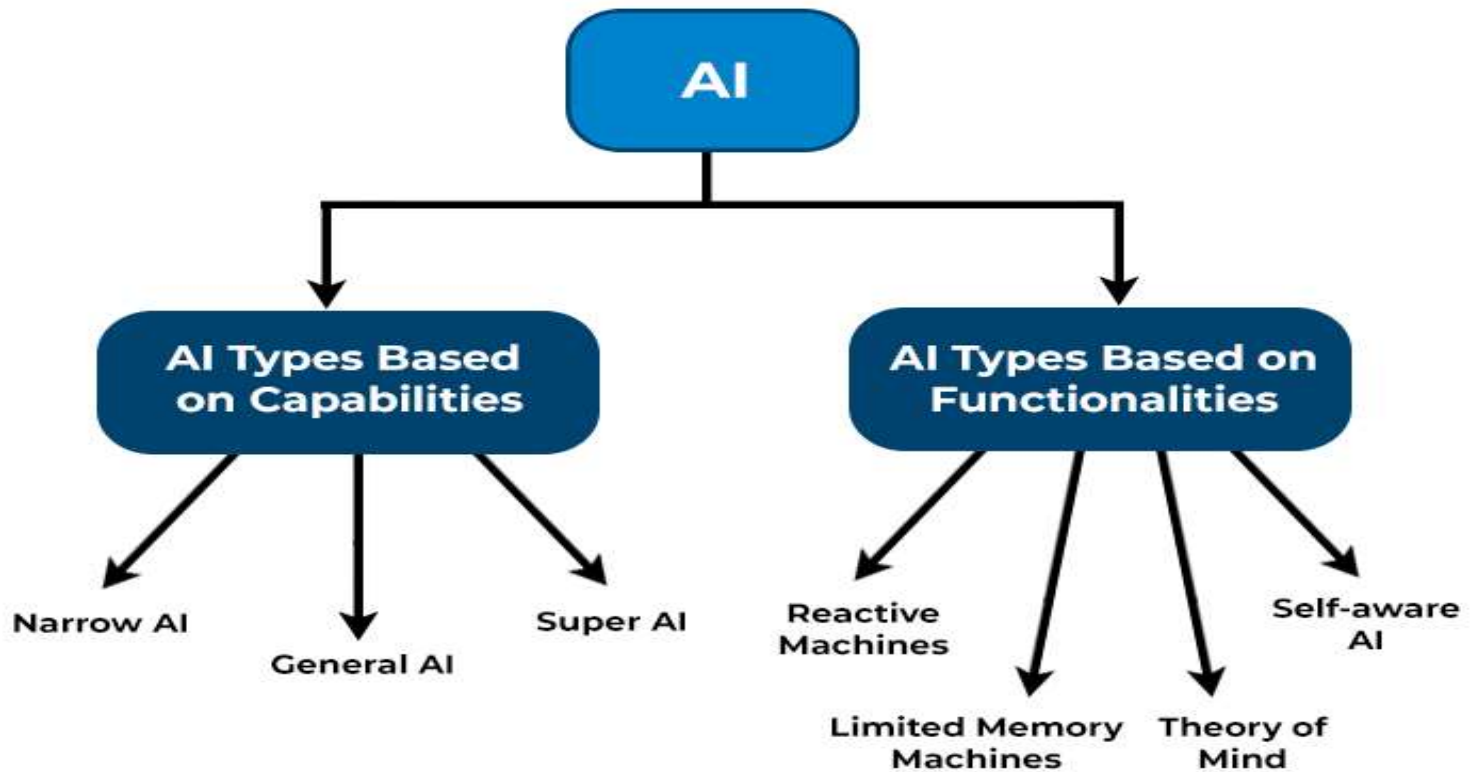 AI
AI Types Based
on Capabilities
AI Types Based on
Functionalities
Narrow AI
General AI
Super AI
Reactive
Machines
Limited Memory
Machines
Theory of
Mind
Self-aware
AI